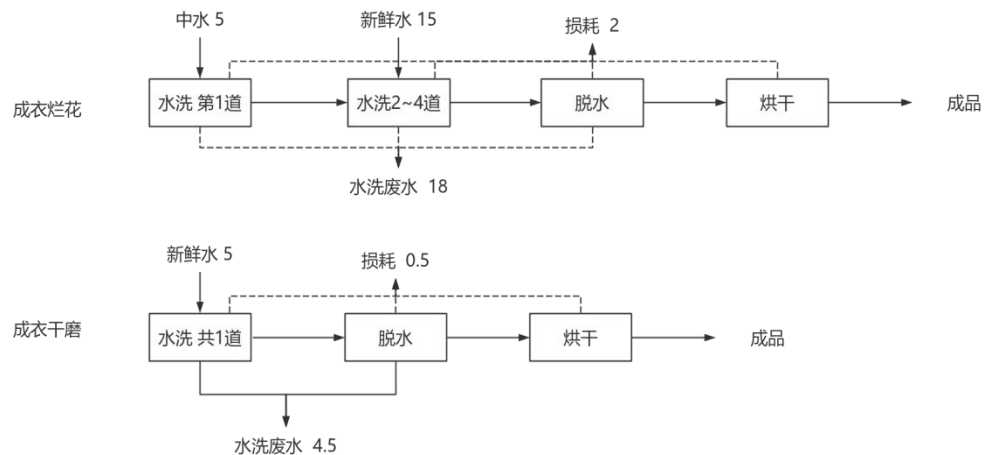 中水 5
新鲜水 15
损耗 2
成衣烂花
水洗 第1道
水洗2~4道
脱水
烘干
成品
水洗废水 18
新鲜水 5
损耗 0.5
成衣干磨
水洗 共1道
脱水
烘干
成品
水洗废水 4.5